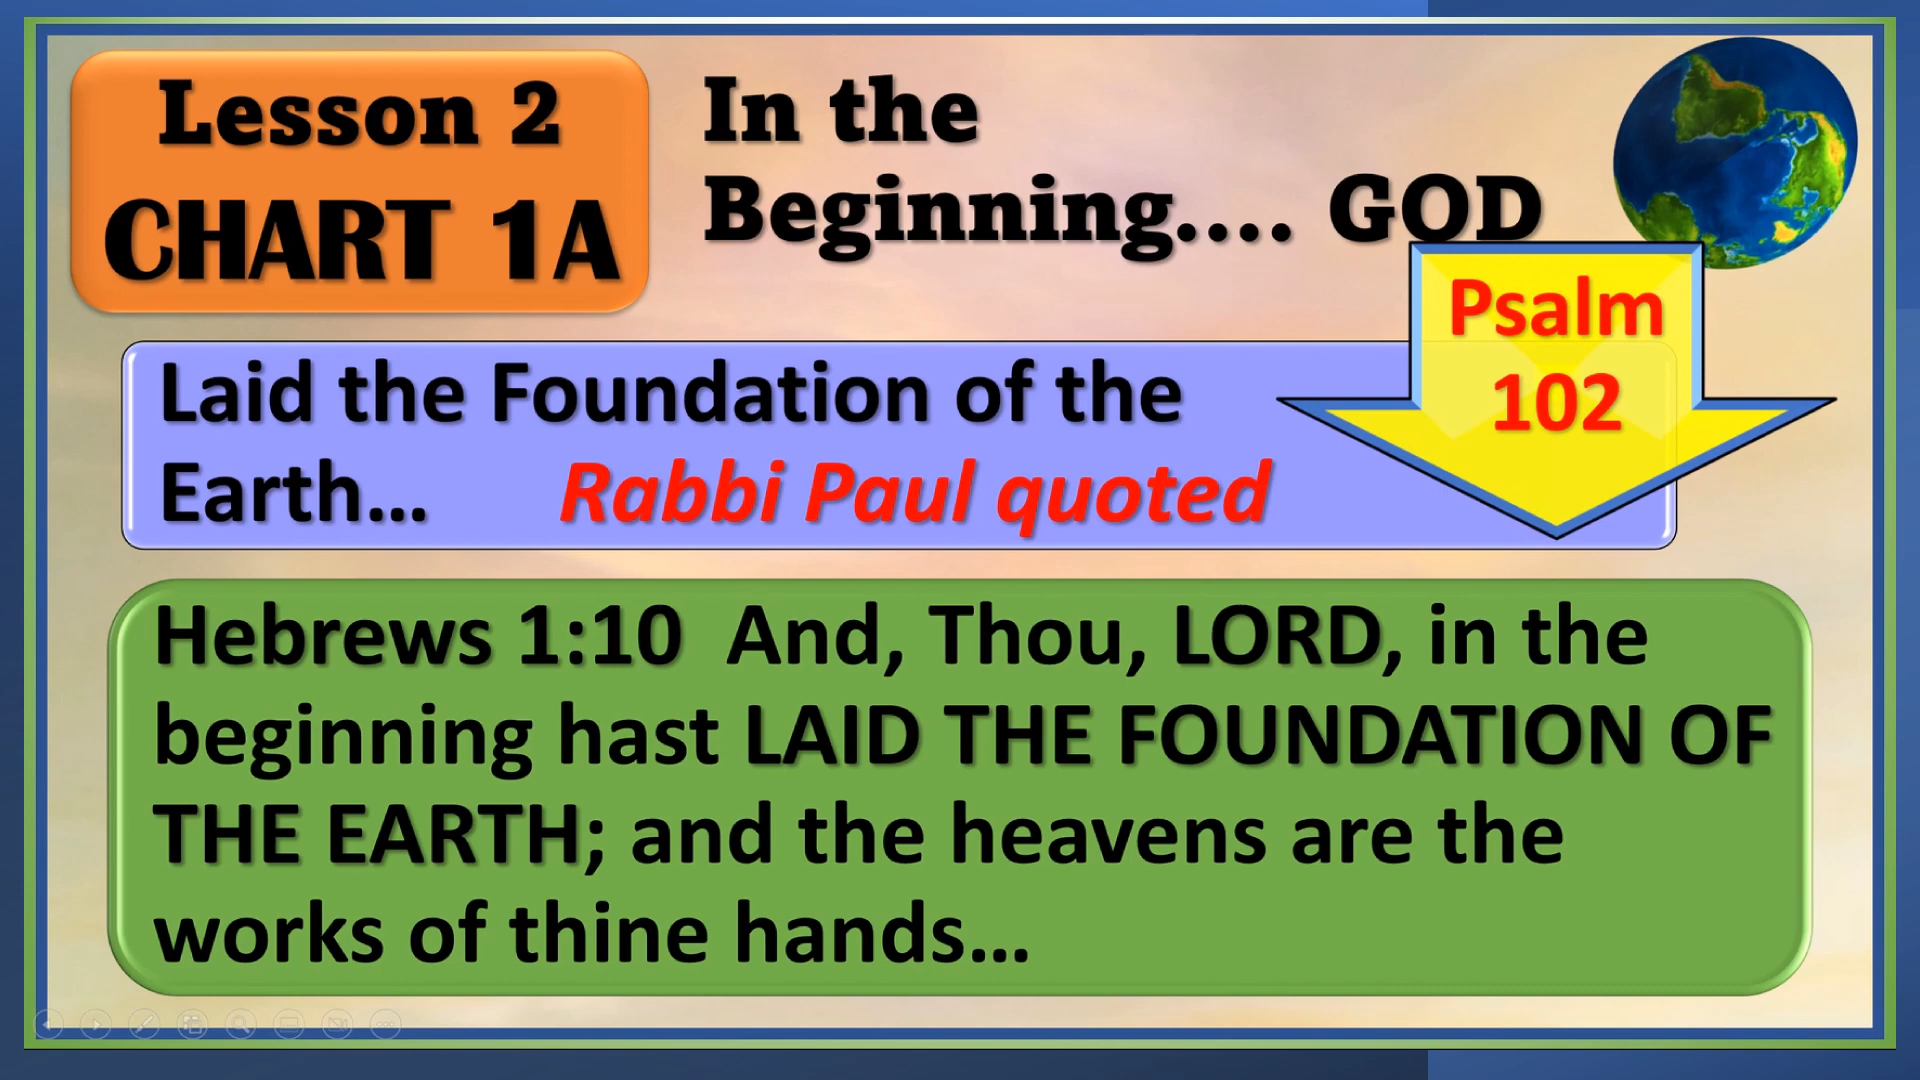 Lesson 2
CHART 1A
In the
Beginning.... GOD
Psalm
102
Laid the Foundation of the
Earth... Rabbi Paul quoted
Hebrews 1:10 And, Thou, LORD, in the
beginning hast LAID THE FOUNDATION OF
THE EARTH; and the heavens are the
works of thine hands...